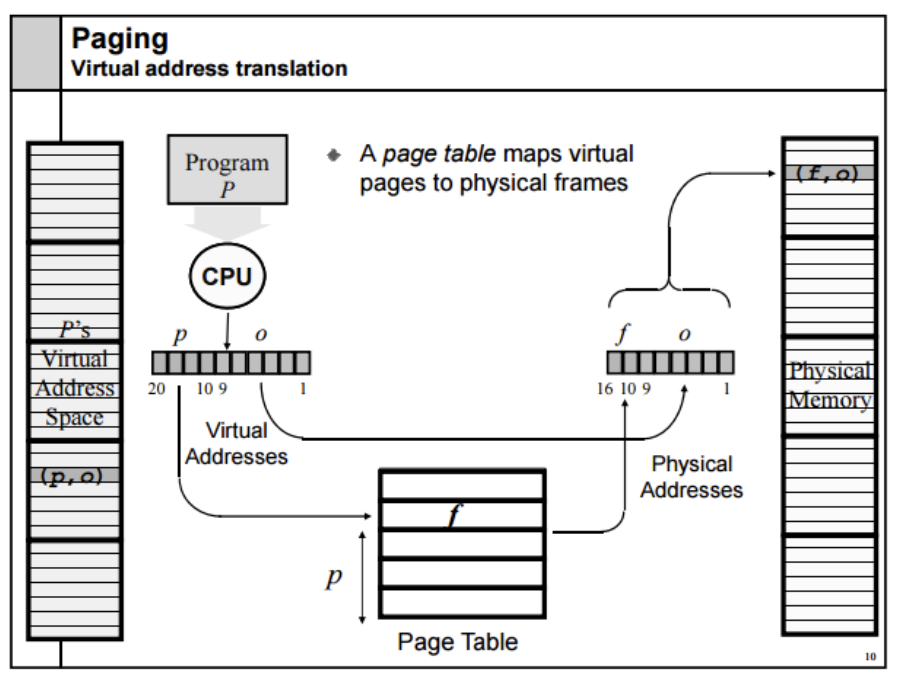 Paging
Virtual address translation
Program
P
A page table maps virtual
pages to physical frames
(f,o)
CPU
P's
Virtual
Address
Space
p o
20 10 9 1
f o
16 10 9 1
Physical
Memory
Virtual
Addresses
(p,o)
Physical
Addresses
f
p
Page Table
10